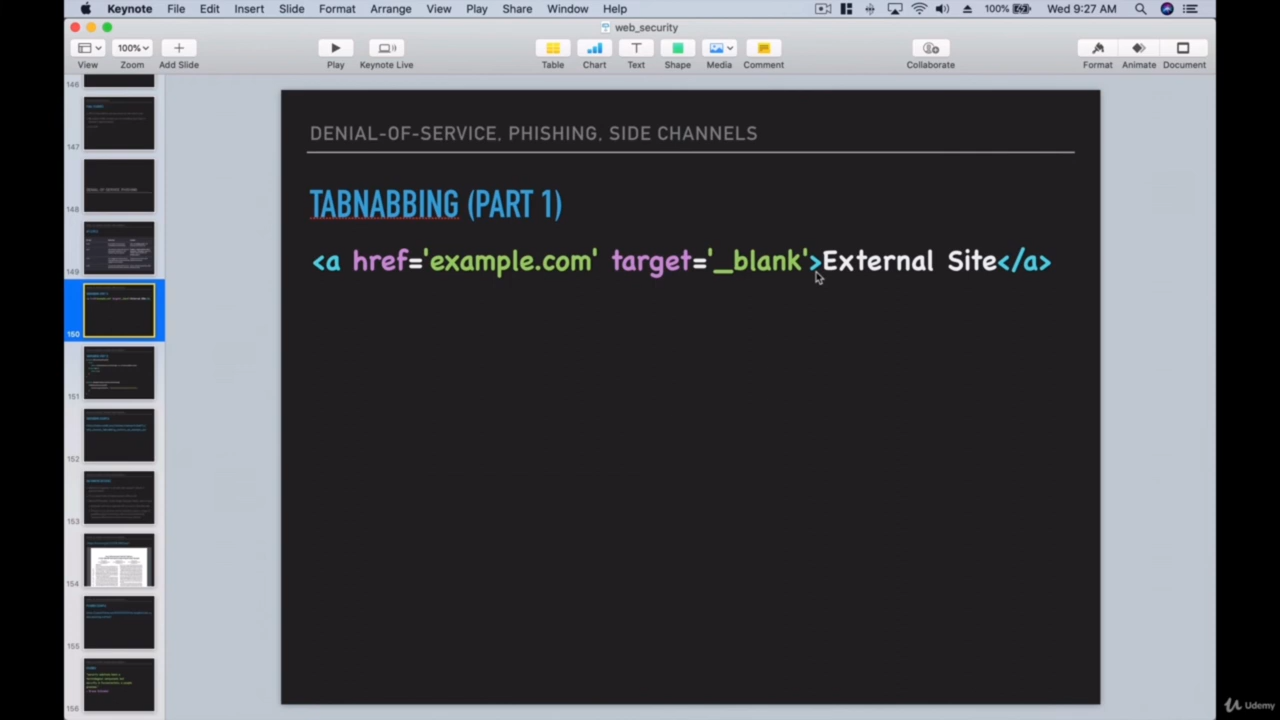 Keynote File Edit Insert Slide Format Arrange View Play Share Window Help 100% Wed 9:27 AM
web_security
100%
View Zoom Add Slide Play Keynote Live Table Chart Text Shape Media Comment Collaborate Format Animate Document
146
147
148
149
150
151
152
153
154
155
156
DENIAL-OF-SERVICE, PHISHING, SIDE CHANNELS
TABNABBING (PART 1)
<a href='example.com' target='_blank'>External Site</a>
Udemy